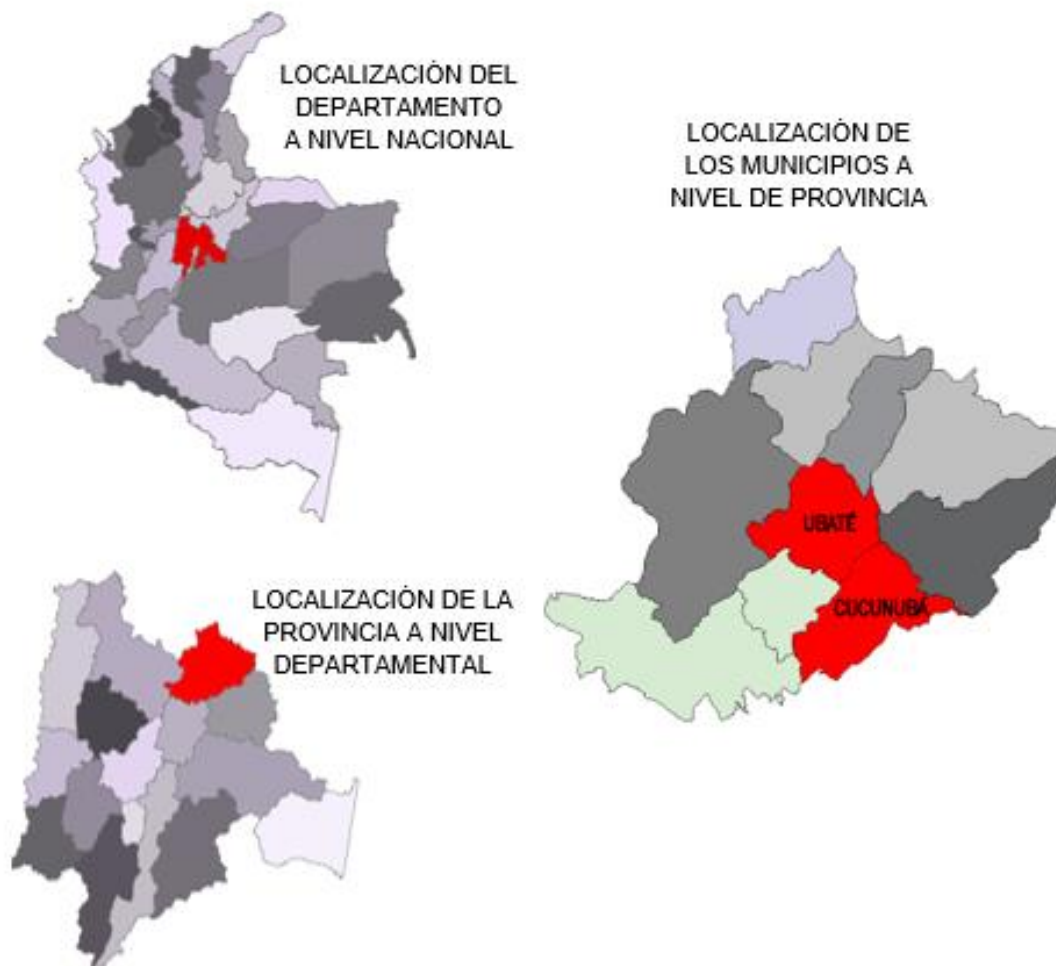 LOCALIZACIÓN DEL
DEPARTAMENTO
A NIVEL NACIONAL
LOCALIZACIÓN DE
LOS MUNICIPIOS A
NIVEL DE PROVINCIA
UBATÉ
CUCUNUBÁ
LOCALIZACIÓN DE LA
PROVINCIA A NIVEL
DEPARTAMENTAL